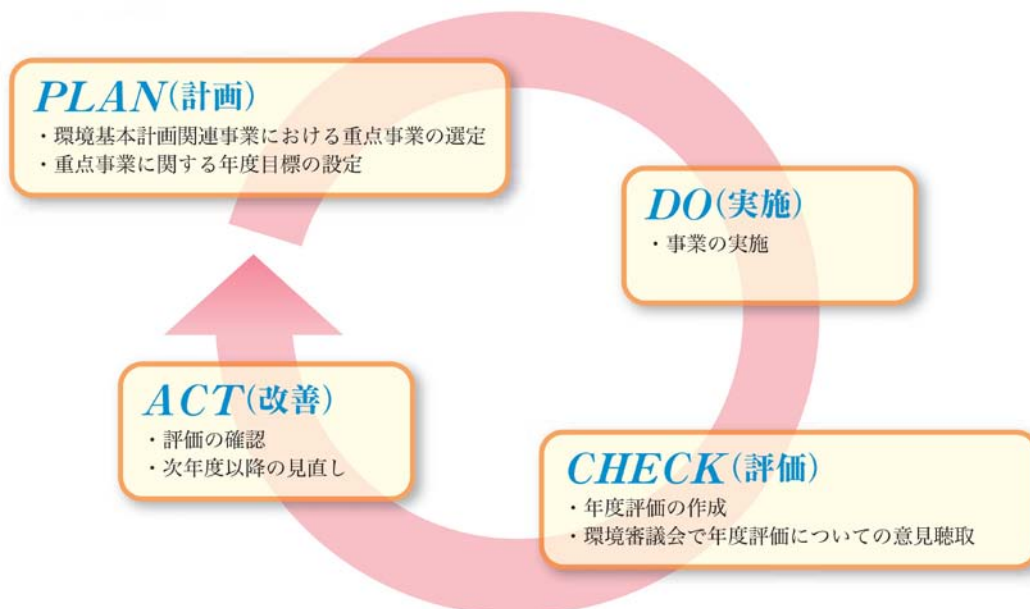 PLAN(計画)
・環境基本計画関連事業における重点事業の選定
・重点事業に関する年度目標の設定
DO(実施)
・事業の実施
CHECK(評価)
・年度評価の作成
・環境審議会で年度評価についての意見聴取
ACT(改善)
・評価の確認
・次年度以降の見直し